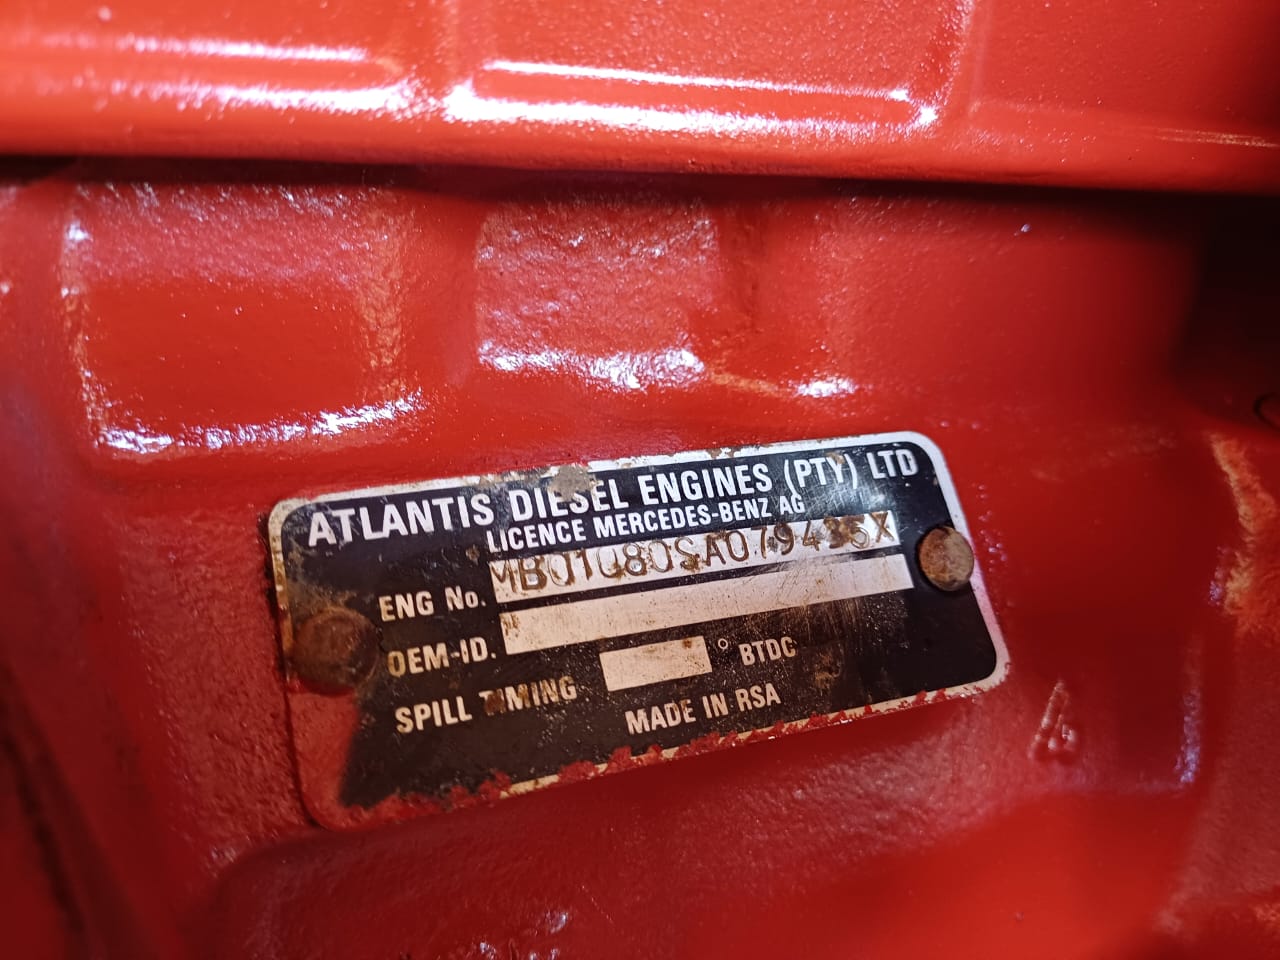 ATLANTIS DIESEL ENGINES (PTY) LTD
LICENCE MERCEDES-BENZ AG
ENG No. MB01080SA079435X
OEM-ID.
SPILL TIMING ° BTDC
MADE IN RSA